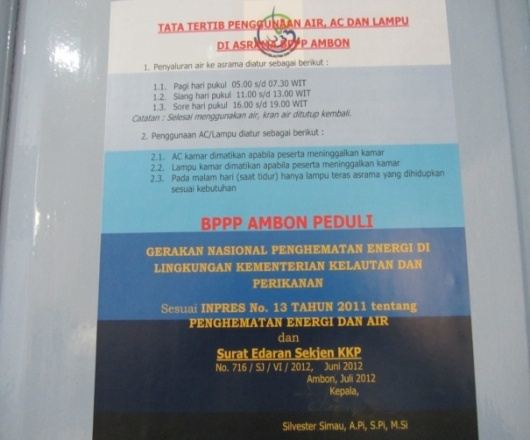 TATA TERTIB PENGGUNAAN AIR, AC DAN LAMPU
DI ASRAMA BPPP AMBON
1. Penyaluran air ke asrama diatur sebagai berikut :
1.1. Pagi hari pukul 05.00 s/d 07.30 WIT
1.2. Siang hari pukul 11.00 s/d 13.00 WIT
1.3. Sore hari pukul 16.00 s/d 19.00 WIT
Catatan : Selesai menggunakan air, kran air ditutup kembali.
2. Penggunaan AC/Lampu diatur sebagai berikut :
2.1. AC kamar dimatikan apabila peserta meninggalkan kamar
2.2. Lampu kamar dimatikan apabila peserta meninggalkan kamar
2.3. Pada malam hari (saat tidur) hanya lampu teras asrama yang dihidupkan
sesuai kebutuhan
BPPP AMBON PEDULI
GERAKAN NASIONAL PENGHEMATAN ENERGI DI
LINGKUNGAN KEMENTERIAN KELAUTAN DAN
PERIKANAN
Sesuai INPRES No. 13 TAHUN 2011 tentang
PENGHEMATAN ENERGI DAN AIR
dan
Surat Edaran Sekjen KKP
No. 716 / SJ / VI / 2012, Juni 2012
Ambon, Juli 2012
Kepala,
Silvester Simau, A.Pi, S.Pi, M.Si